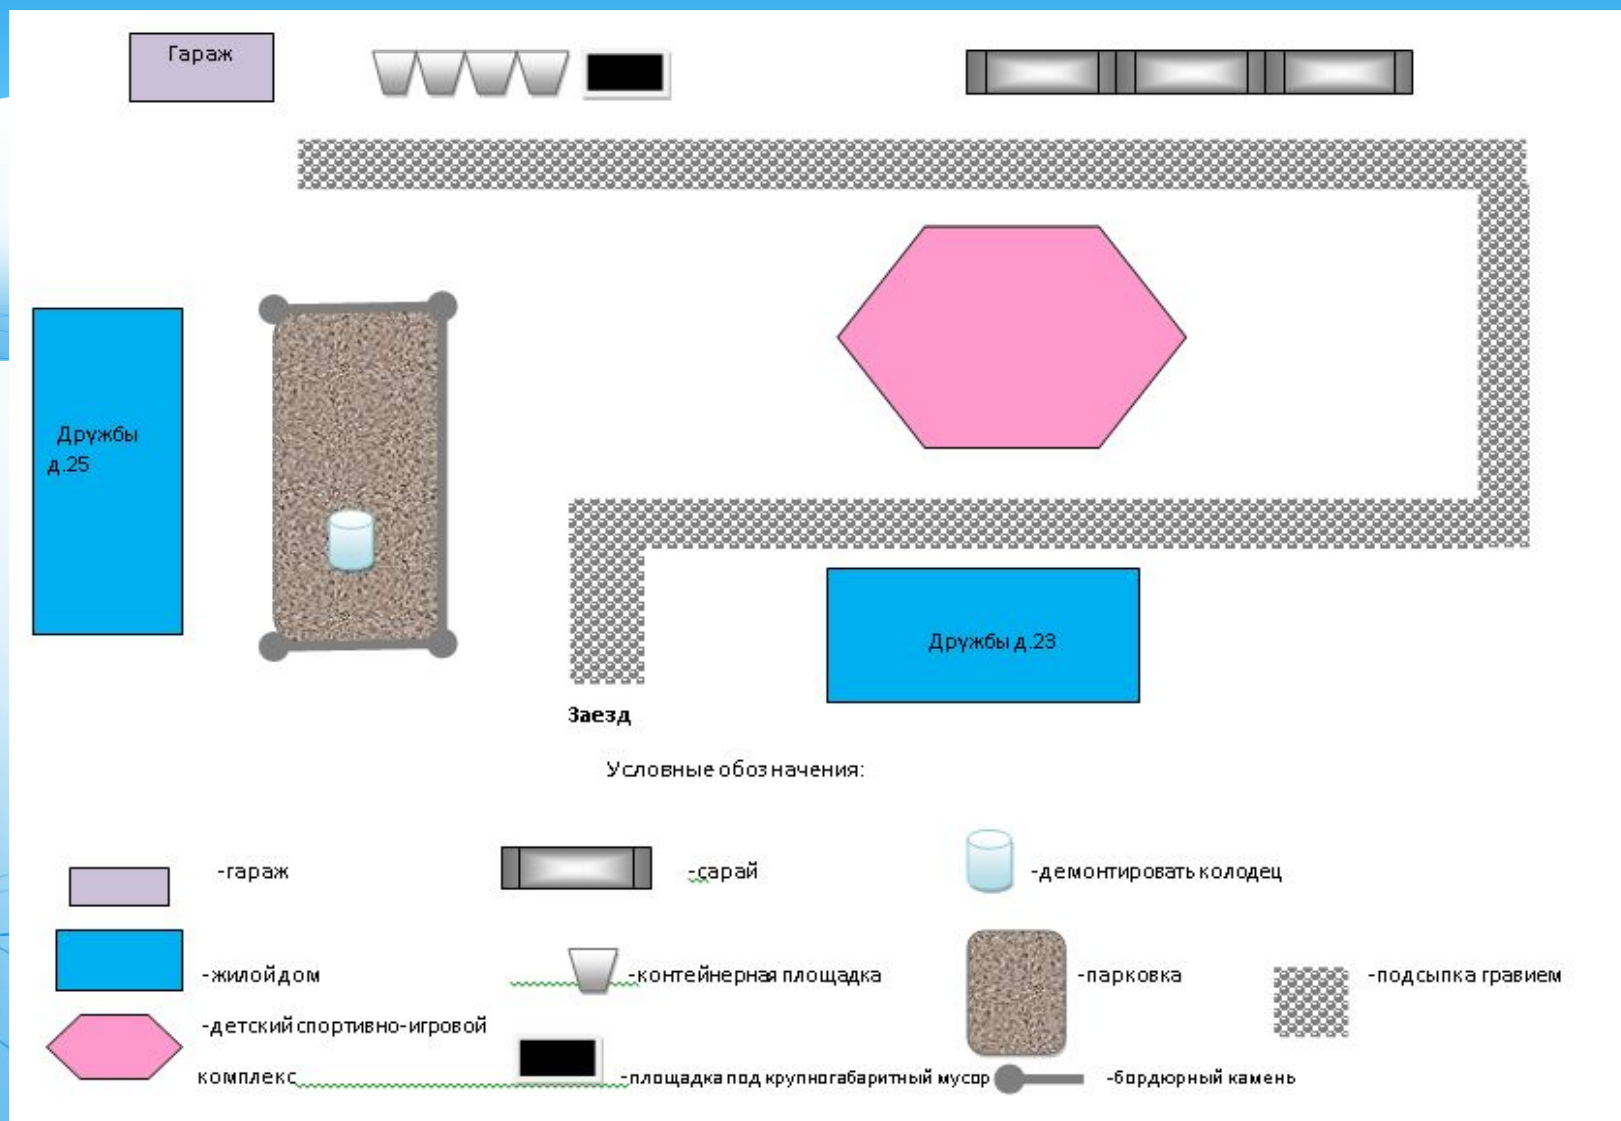 Гараж
Дружбы
д.25
Дружбы д.23
Заезд
Условные обозначения:
-гараж
-сарай
-демонтировать колодец
-жилой дом
-контейнерная площадка
-парковка
-подсыпка гравием
-детский спортивно-игровой
комплекс
-площадка под крупногабаритный мусор
-бордюрный камень